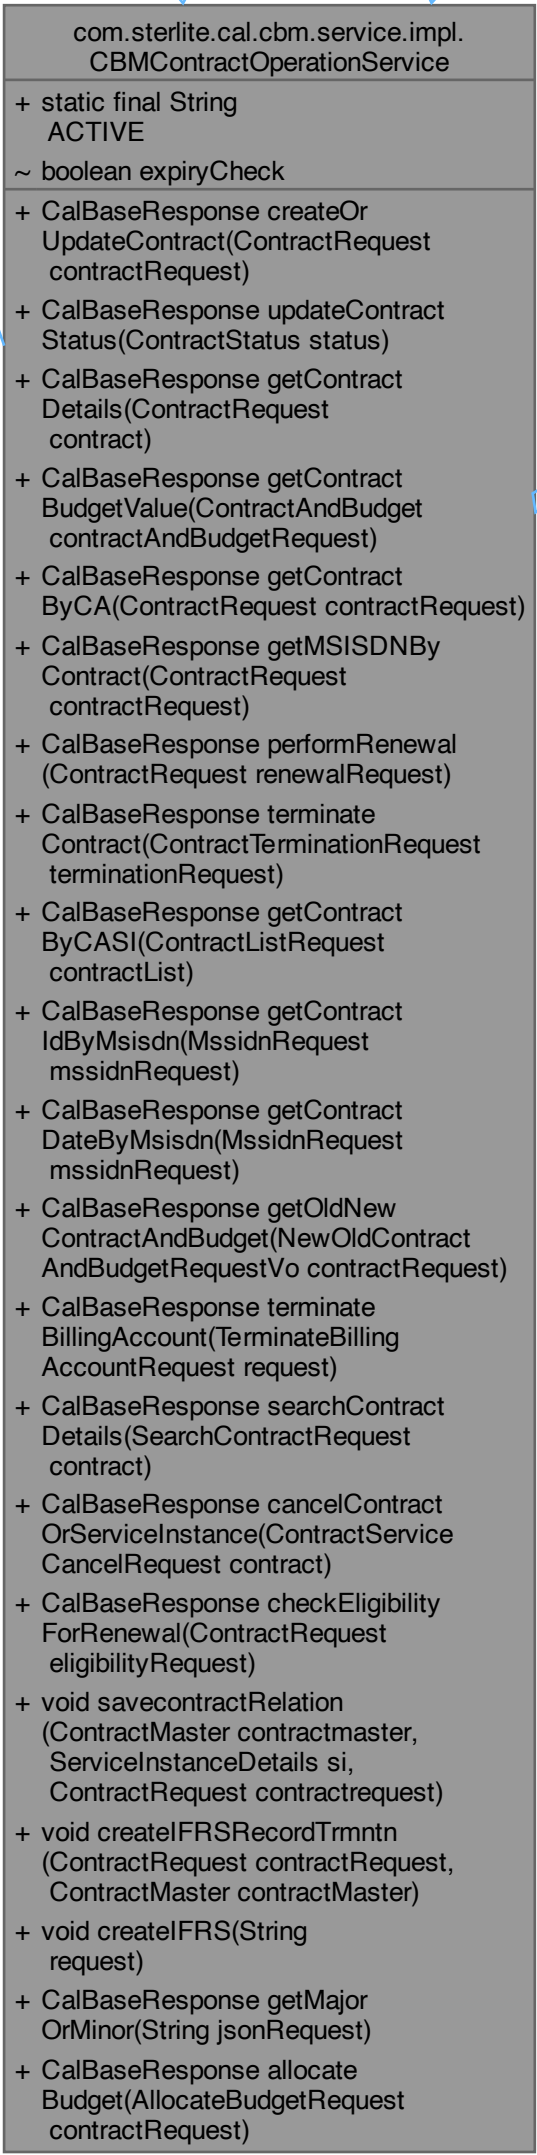 com.sterlite.cal.cbm.service.impl.
CBMContractOperationService
+ static final String
ACTIVE
~ boolean expiryCheck
+ CalBaseResponse createOr
UpdateContract(ContractRequest
contractRequest)
+ CalBaseResponse updateContract
Status(ContractStatus status)
+ CalBaseResponse getContract
Details(ContractRequest
contract)
+ CalBaseResponse getContract
BudgetValue(ContractAndBudget
contractAndBudgetRequest)
+ CalBaseResponse getContract
ByCA(ContractRequest contractRequest)
+ CalBaseResponse getMSISDNBy
Contract(ContractRequest
contractRequest)
+ CalBaseResponse performRenewal
(ContractRequest renewalRequest)
+ CalBaseResponse terminate
Contract(ContractTerminationRequest
terminationRequest)
+ CalBaseResponse getContract
ByCASI(ContractListRequest
contractList)
+ CalBaseResponse getContract
IdByMsisdn(MssidnRequest
mssidnRequest)
+ CalBaseResponse getContract
DateByMsisdn(MssidnRequest
mssidnRequest)
+ CalBaseResponse getOldNew
ContractAndBudget(NewOldContract
AndBudgetRequestVo contractRequest)
+ CalBaseResponse terminate
BillingAccount(TerminateBilling
AccountRequest request)
+ CalBaseResponse searchContract
Details(SearchContractRequest
contract)
+ CalBaseResponse cancelContract
OrServiceInstance(ContractService
CancelRequest contract)
+ CalBaseResponse checkEligibility
ForRenewal(ContractRequest
eligibilityRequest)
+ void savecontractRelation
(ContractMaster contractmaster,
ServiceInstanceDetails si,
ContractRequest contractrequest)
+ void createIFRSRecordTrmntn
(ContractRequest contractRequest,
ContractMaster contractMaster)
+ void createIFRS(String
request)
+ CalBaseResponse getMajor
OrMinor(String jsonRequest)
+ CalBaseResponse allocate
Budget(AllocateBudgetRequest
contractRequest)